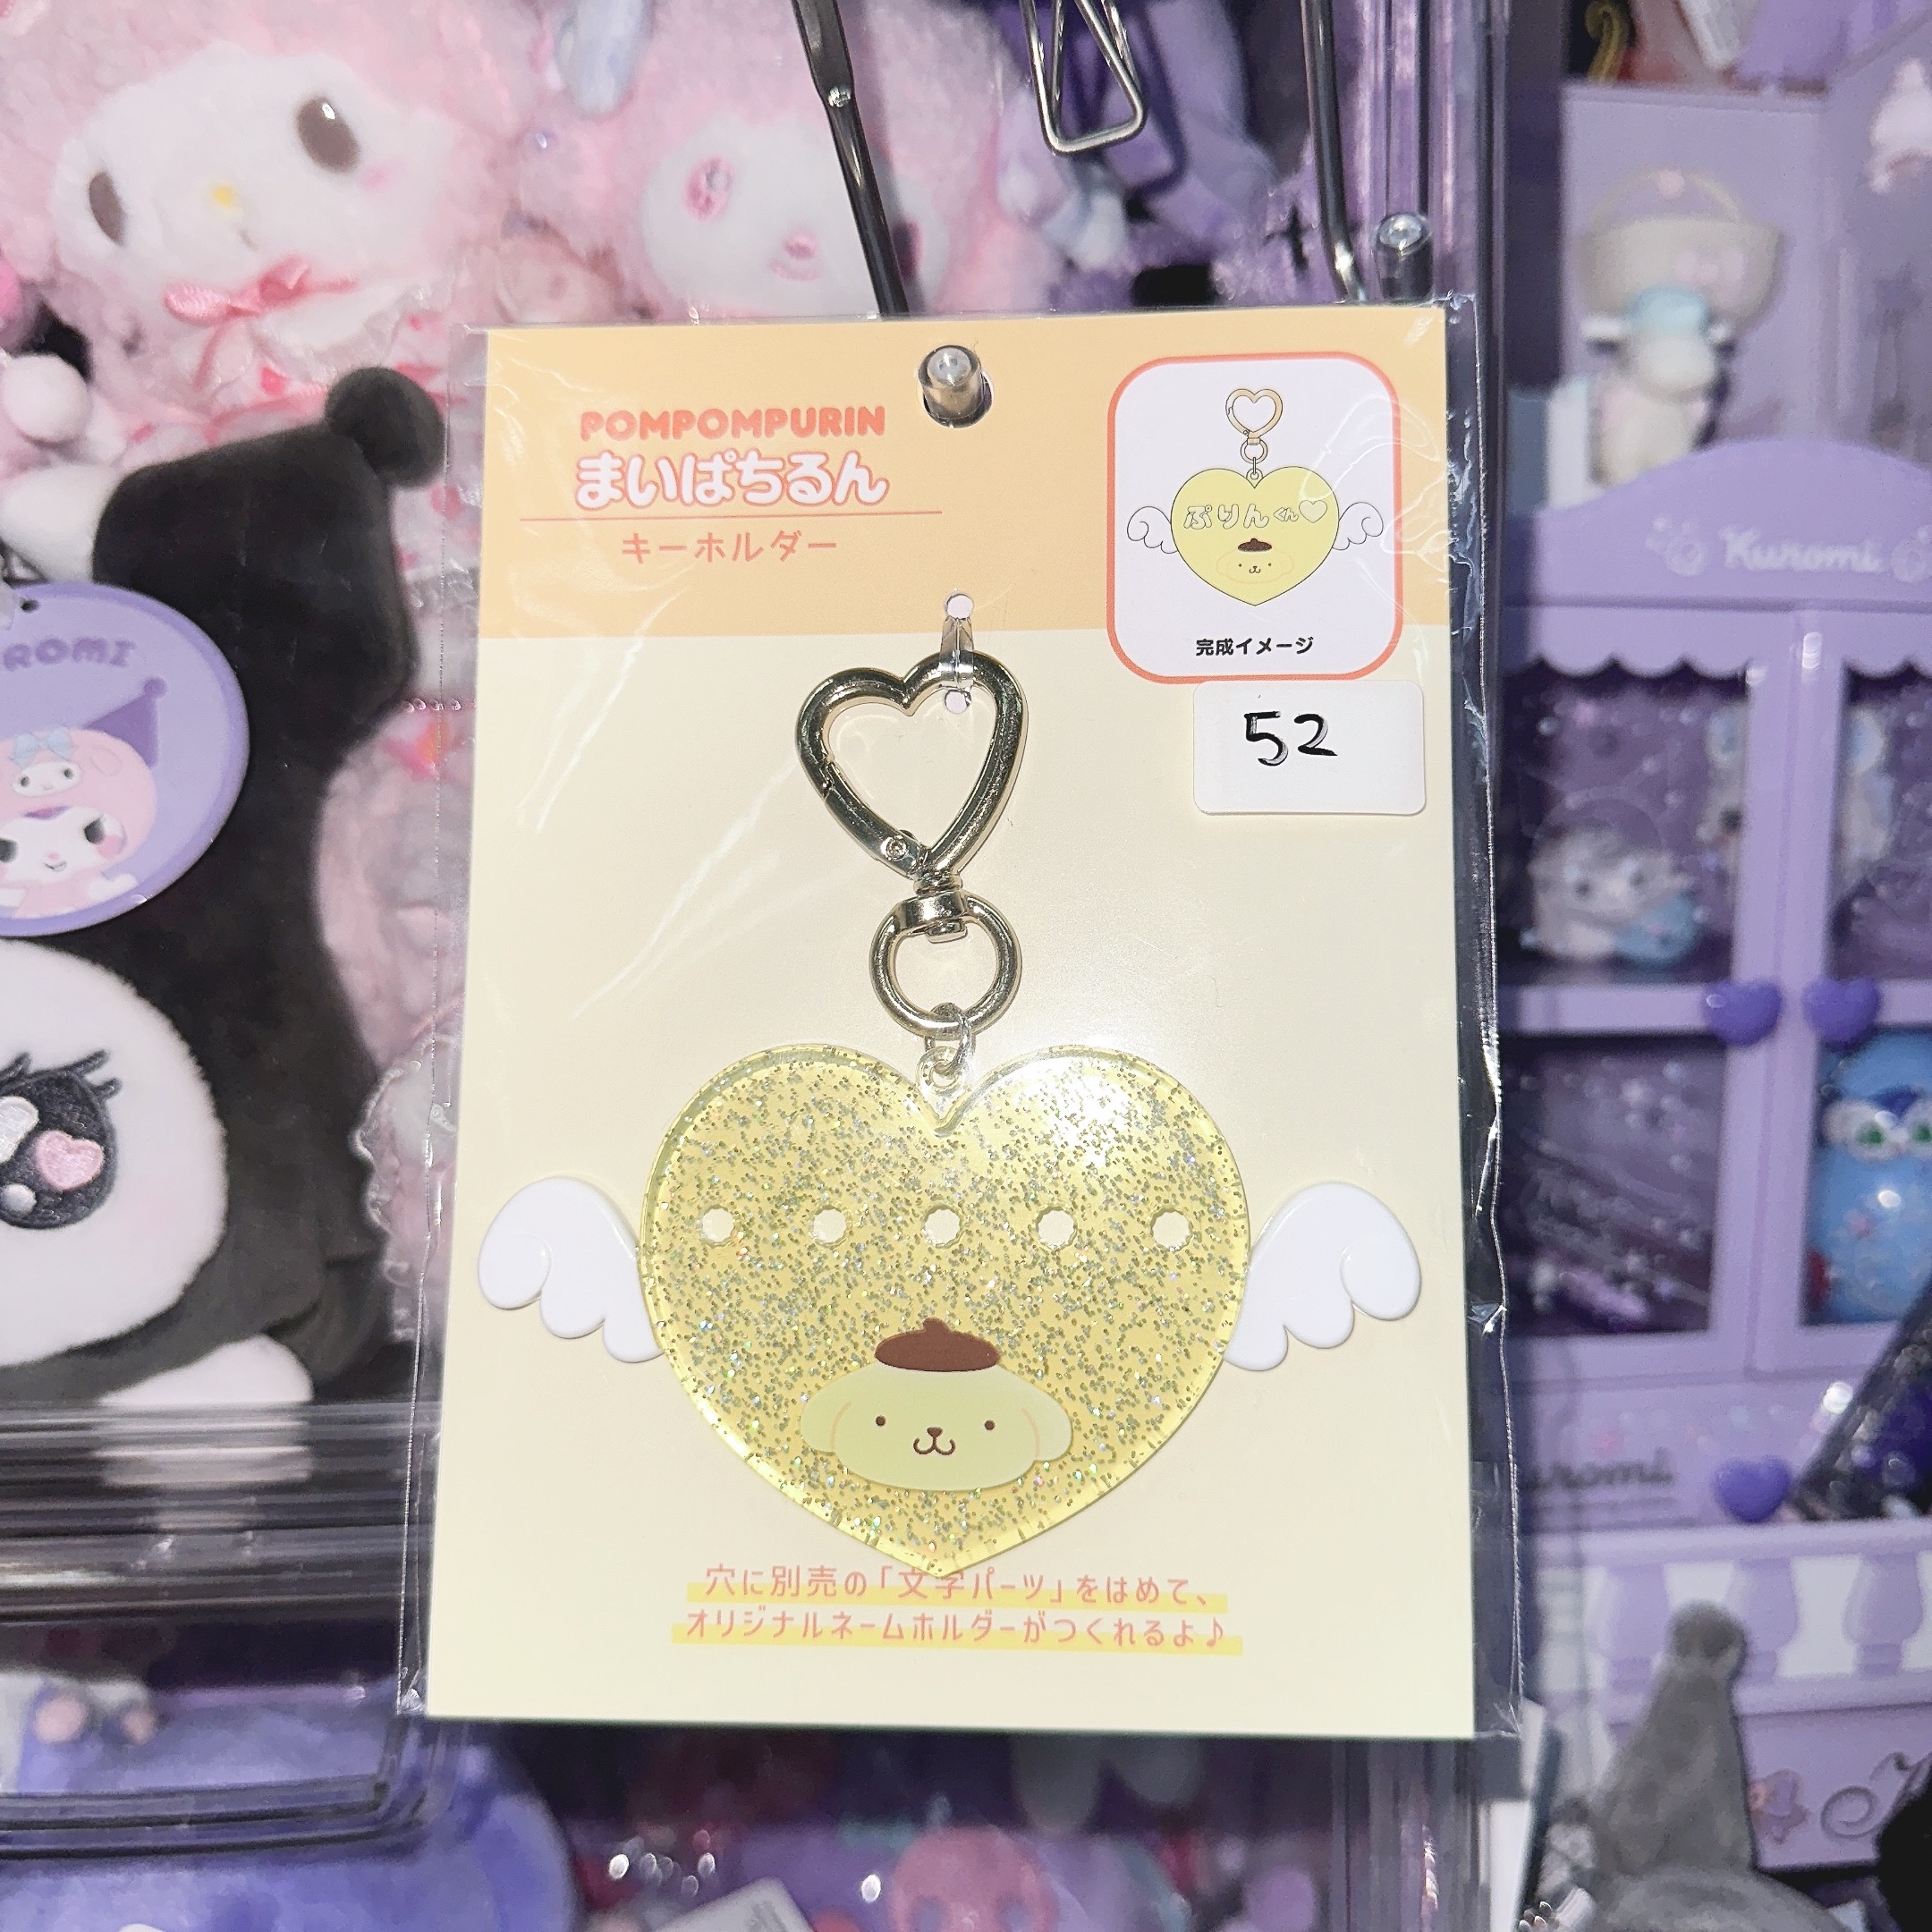 POMPOMPURIN
まいぱちるん
キーホルダー
ぷりんくん♡
完成イメージ
52
穴に別売の「文字パーツ」をはめて、
オリジナルネームホルダーがつくれるよ♪
ROMI
Kuromi
uromi